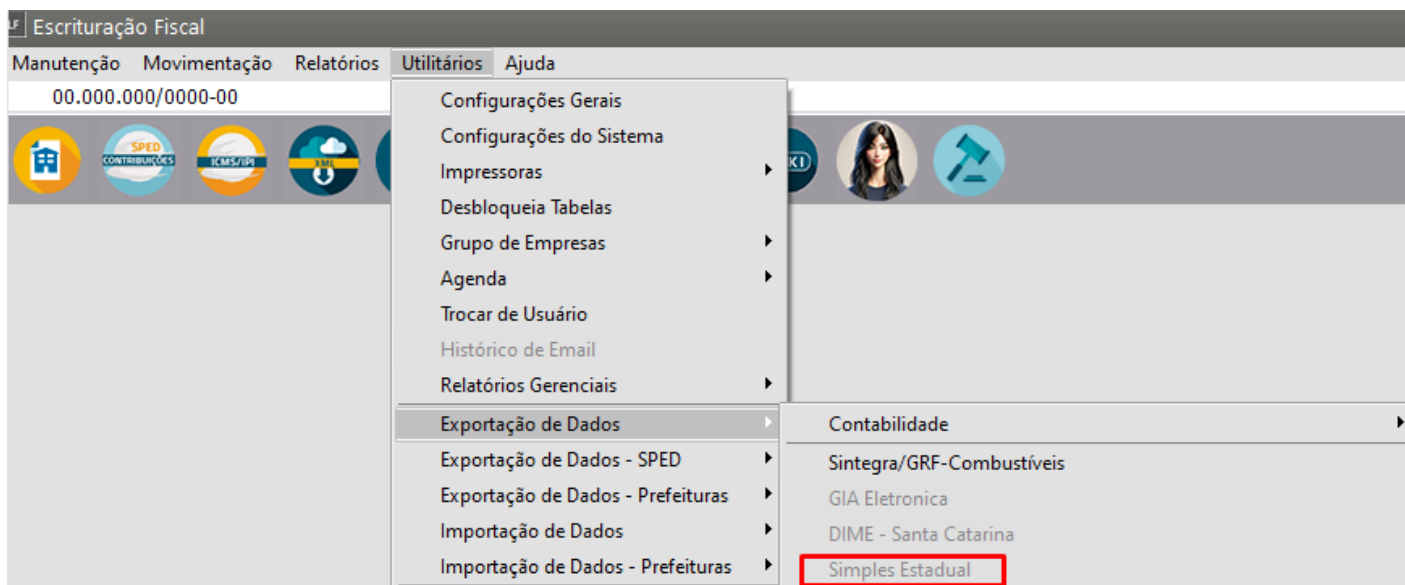 LF Escrituração Fiscal
Manutenção Movimentação Relatórios Utilitários Ajuda
00.000.000/0000-00
SPED
CONTRIBUIÇÕES
ICMS/IPI
XML
KI
Configurações Gerais
Configurações do Sistema
Impressoras
Desbloqueia Tabelas
Grupo de Empresas
Agenda
Trocar de Usuário
Histórico de Email
Relatórios Gerenciais
Exportação de Dados
Contabilidade
Exportação de Dados - SPED
Sintegra/GRF-Combustíveis
Exportação de Dados - Prefeituras
GIA Eletronica
Importação de Dados
DIME - Santa Catarina
Importação de Dados - Prefeituras
Simples Estadual